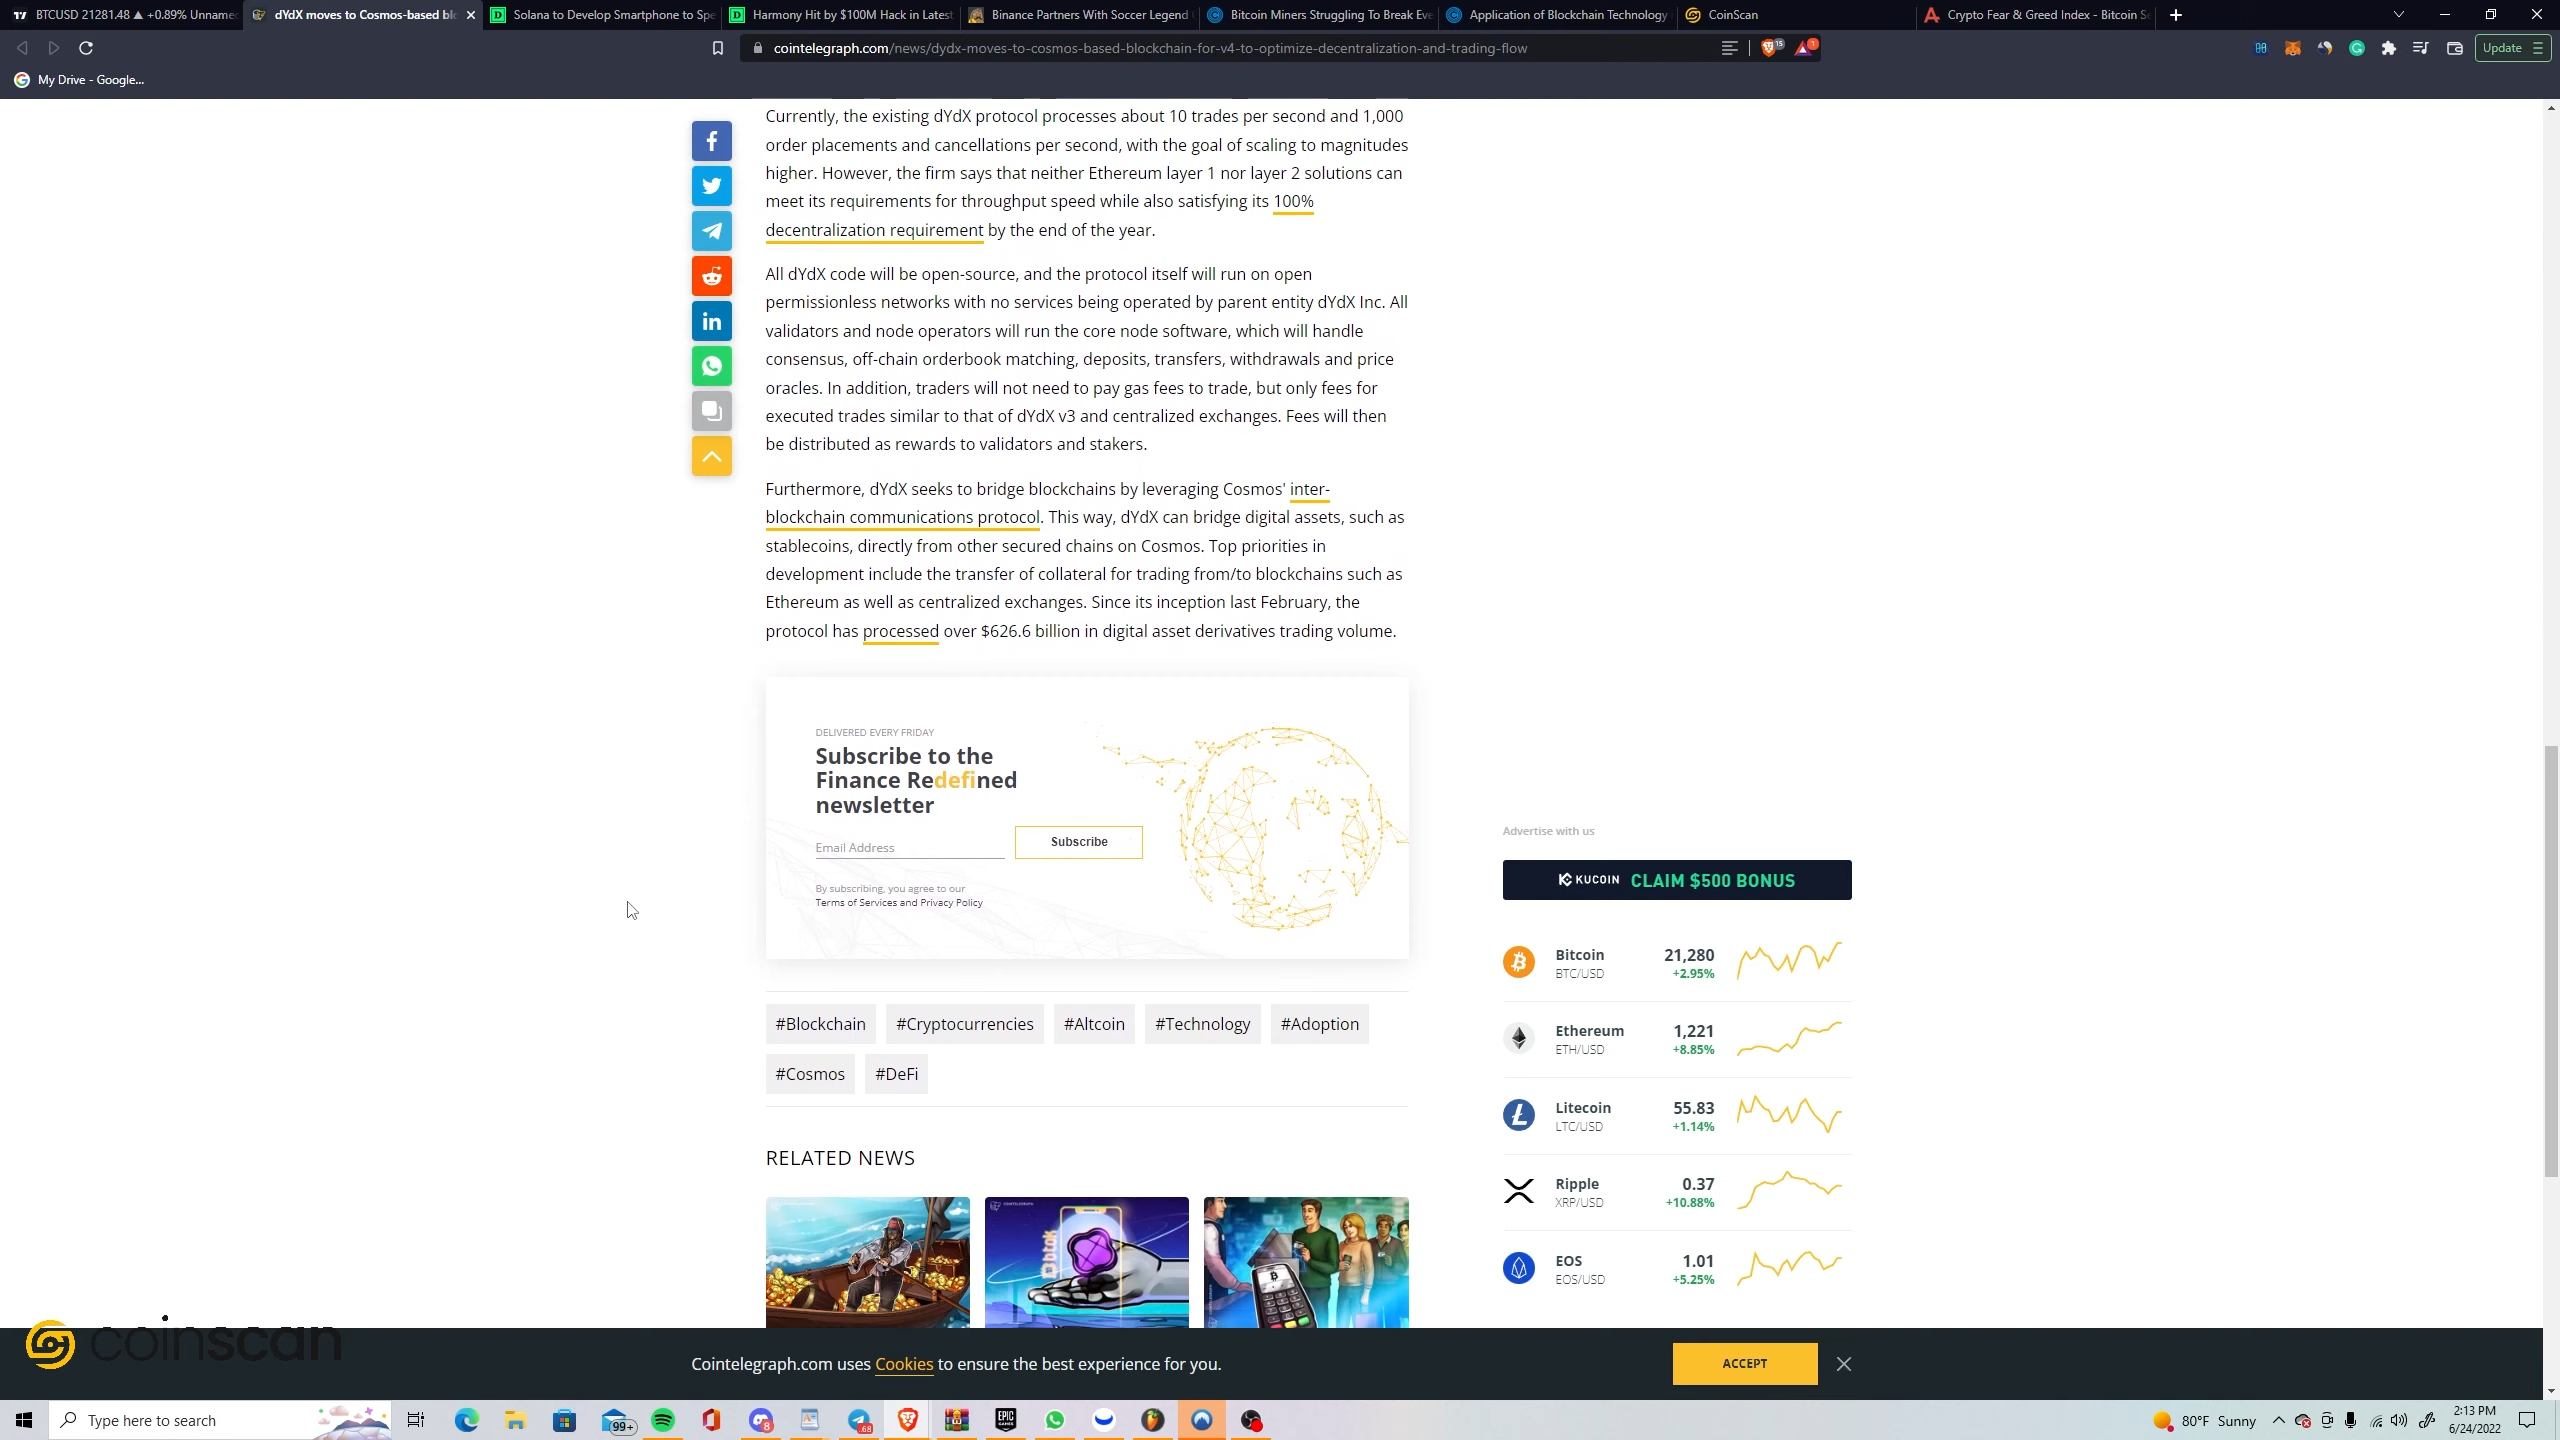 BTCUSD 21281.48 ▲ +0.89% Unname
dYdX moves to Cosmos-based blo
Solana to Develop Smartphone to Spe
Harmony Hit by $100M Hack in Latest
Binance Partners With Soccer Legend
Bitcoin Miners Struggling To Break Eve
Application of Blockchain Technology
CoinScan
Crypto Fear & Greed Index - Bitcoin Se
cointelegraph.com/news/dydx-moves-to-cosmos-based-blockchain-for-v4-to-optimize-decentralization-and-trading-flow
15
1
Update
My Drive - Google...
Currently, the existing dYdX protocol processes about 10 trades per second and 1,000
order placements and cancellations per second, with the goal of scaling to magnitudes
higher. However, the firm says that neither Ethereum layer 1 nor layer 2 solutions can
meet its requirements for throughput speed while also satisfying its 100%
decentralization requirement by the end of the year.
All dYdX code will be open-source, and the protocol itself will run on open
permissionless networks with no services being operated by parent entity dYdX Inc. All
validators and node operators will run the core node software, which will handle
consensus, off-chain orderbook matching, deposits, transfers, withdrawals and price
oracles. In addition, traders will not need to pay gas fees to trade, but only fees for
executed trades similar to that of dYdX v3 and centralized exchanges. Fees will then
be distributed as rewards to validators and stakers.
Furthermore, dYdX seeks to bridge blockchains by leveraging Cosmos' inter-
blockchain communications protocol. This way, dYdX can bridge digital assets, such as
stablecoins, directly from other secured chains on Cosmos. Top priorities in
development include the transfer of collateral for trading from/to blockchains such as
Ethereum as well as centralized exchanges. Since its inception last February, the
protocol has processed over $626.6 billion in digital asset derivatives trading volume.
DELIVERED EVERY FRIDAY
Subscribe to the
Finance Redefined
newsletter
Email Address
Subscribe
By subscribing, you agree to our
Terms of Services and Privacy Policy
Advertise with us
KUCOIN CLAIM $500 BONUS
Bitcoin 21,280
BTC/USD +2.95%
Ethereum 1,221
ETH/USD +8.85%
Litecoin 55.83
LTC/USD +1.14%
Ripple 0.37
XRP/USD +10.88%
EOS 1.01
EOS/USD +5.25%
#Blockchain #Cryptocurrencies #Altcoin #Technology #Adoption
#Cosmos #DeFi
RELATED NEWS
coinscan
Cointelegraph.com uses Cookies to ensure the best experience for you.
ACCEPT
Type here to search
99+
8
68
EPIC GAMES
80°F Sunny
2:13 PM
6/24/2022